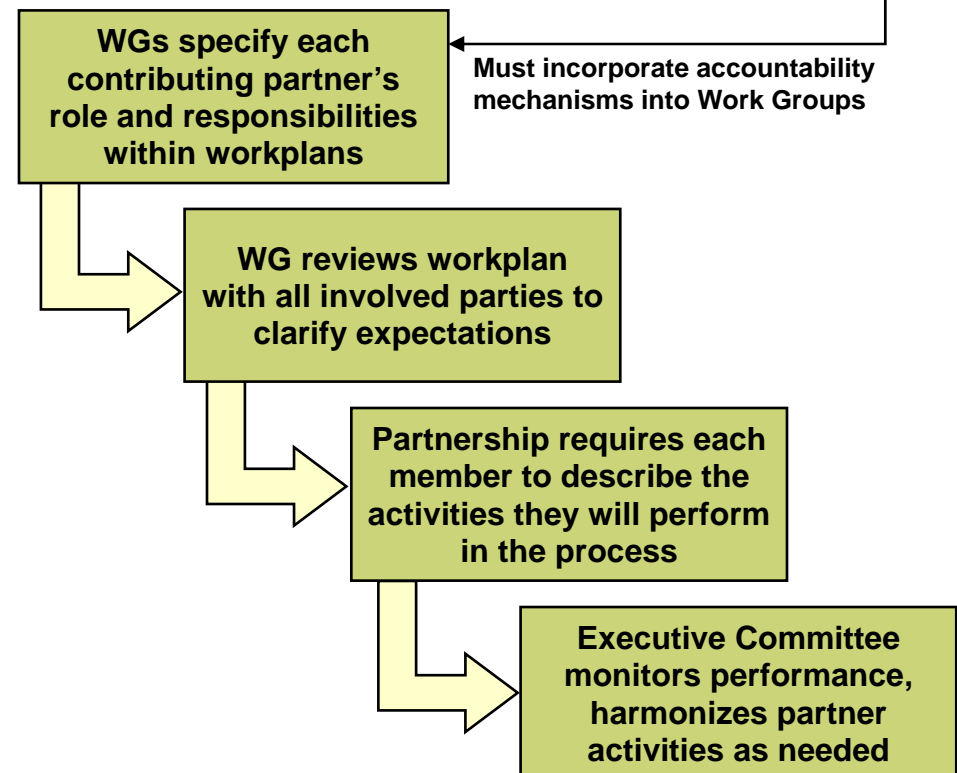 WGs specify each
contributing partner’s
role and responsibilities
within workplans
Must incorporate accountability
mechanisms into Work Groups
WG reviews workplan
with all involved parties to
clarify expectations
Partnership requires each
member to describe the
activities they will perform
in the process
Executive Committee
monitors performance,
harmonizes partner
activities as needed